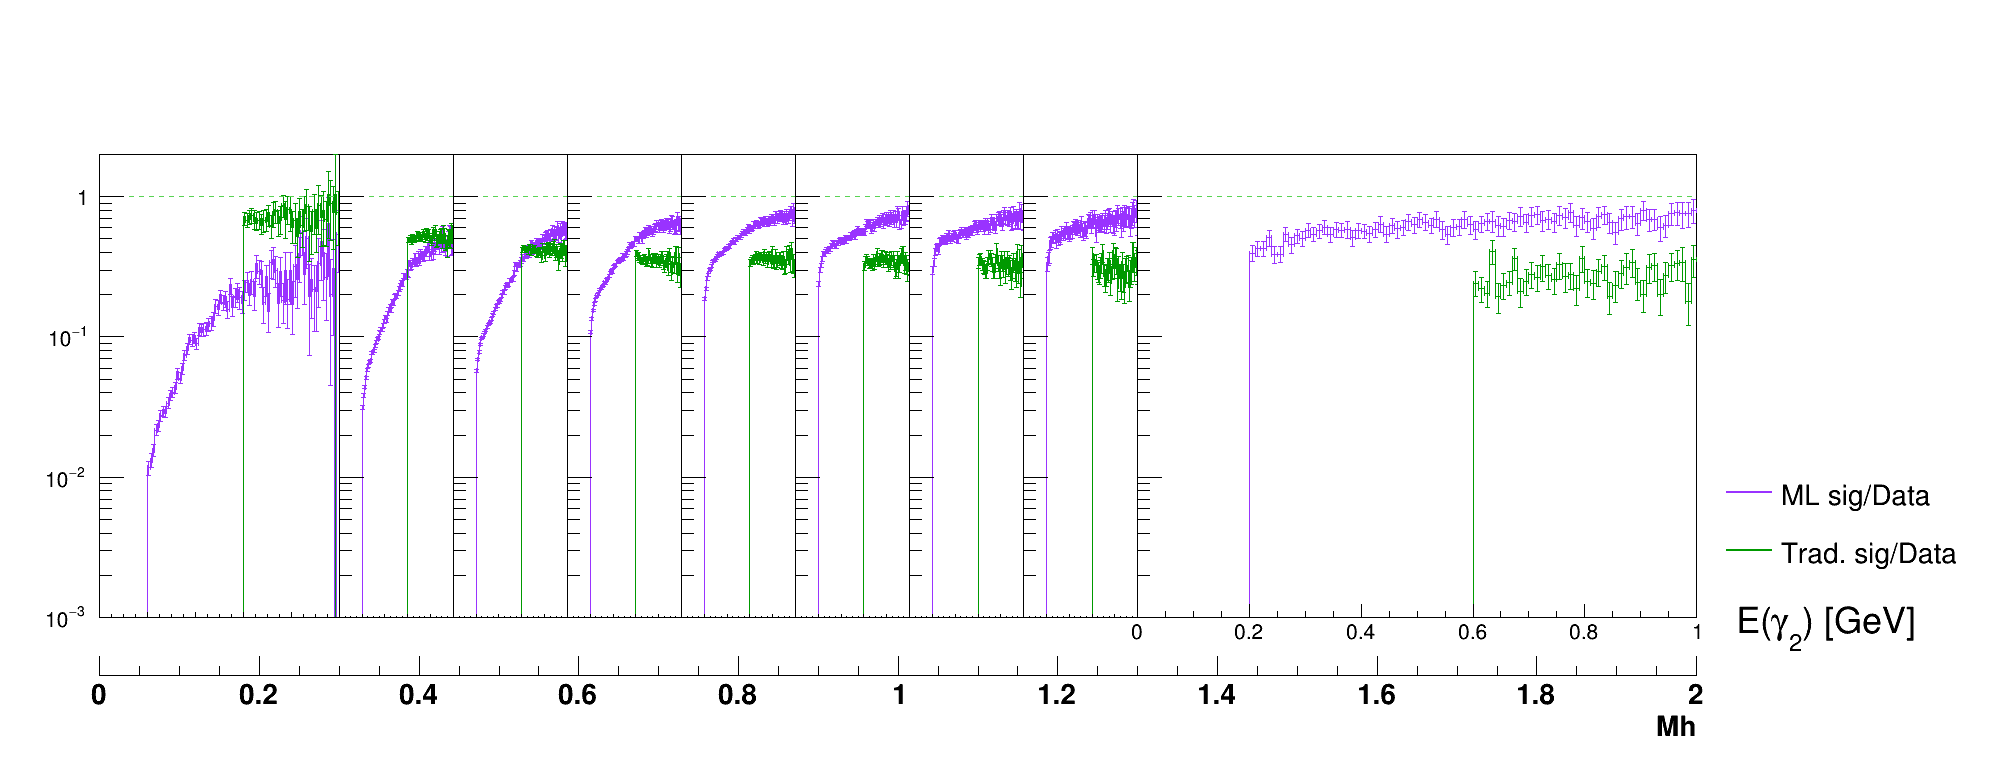 1
10⁻¹
10⁻²
10⁻³
ML sig/Data
Trad. sig/Data
0 0.2 0.4 0.6 0.8 1
E(γ₂) [GeV]
0 0.2 0.4 0.6 0.8 1 1.2 1.4 1.6 1.8 2
Mh